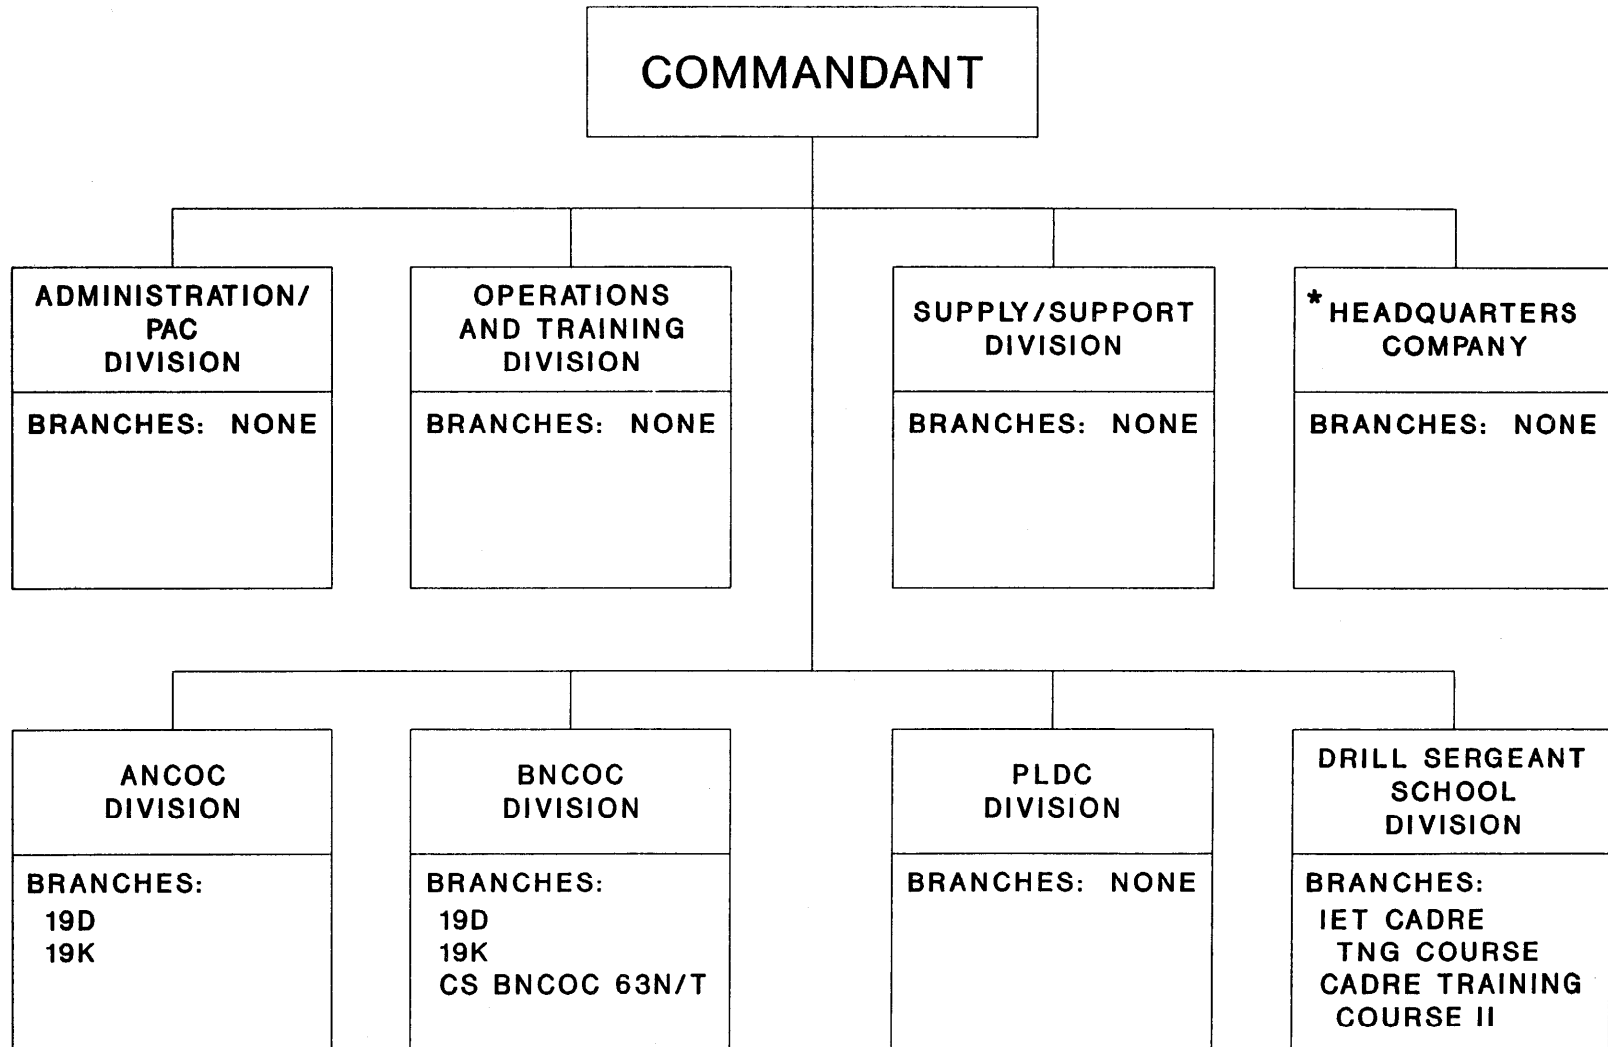 COMMANDANT
ADMINISTRATION/
PAC
DIVISION
BRANCHES: NONE
OPERATIONS
AND TRAINING
DIVISION
BRANCHES: NONE
SUPPLY/SUPPORT
DIVISION
BRANCHES: NONE
* HEADQUARTERS
COMPANY
BRANCHES: NONE
ANCOC
DIVISION
BRANCHES:
19D
19K
BNCOC
DIVISION
BRANCHES:
19D
19K
CS BNCOC 63N/T
PLDC
DIVISION
BRANCHES: NONE
DRILL SERGEANT
SCHOOL
DIVISION
BRANCHES:
IET CADRE
TNG COURSE
CADRE TRAINING
COURSE II